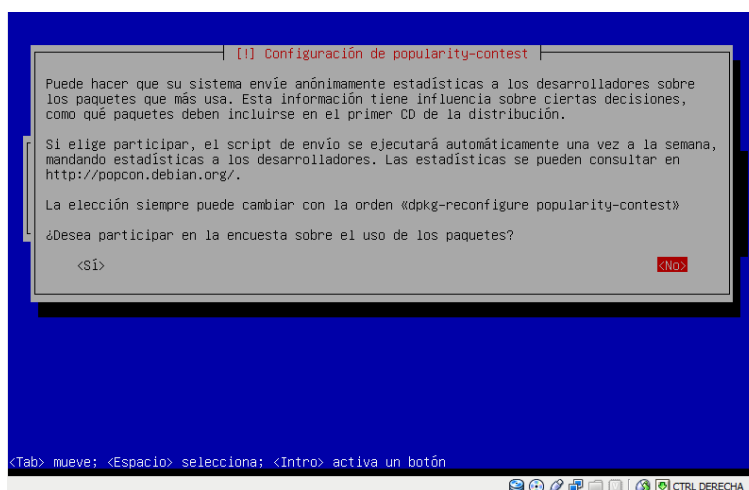 [!] Configuración de popularity-contest
Puede hacer que su sistema envíe anónimamente estadísticas a los desarrolladores sobre
los paquetes que más usa. Esta información tiene influencia sobre ciertas decisiones,
como qué paquetes deben incluirse en el primer CD de la distribución.
Si elige participar, el script de envío se ejecutará automáticamente una vez a la semana,
mandando estadísticas a los desarrolladores. Las estadísticas se pueden consultar en
http://popcon.debian.org/.
La elección siempre puede cambiar con la orden «dpkg-reconfigure popularity-contest»
¿Desea participar en la encuesta sobre el uso de los paquetes?
<Sí> <No>
<Tab> mueve; <Espacio> selecciona; <Intro> activa un botón
CTRL DERECHA